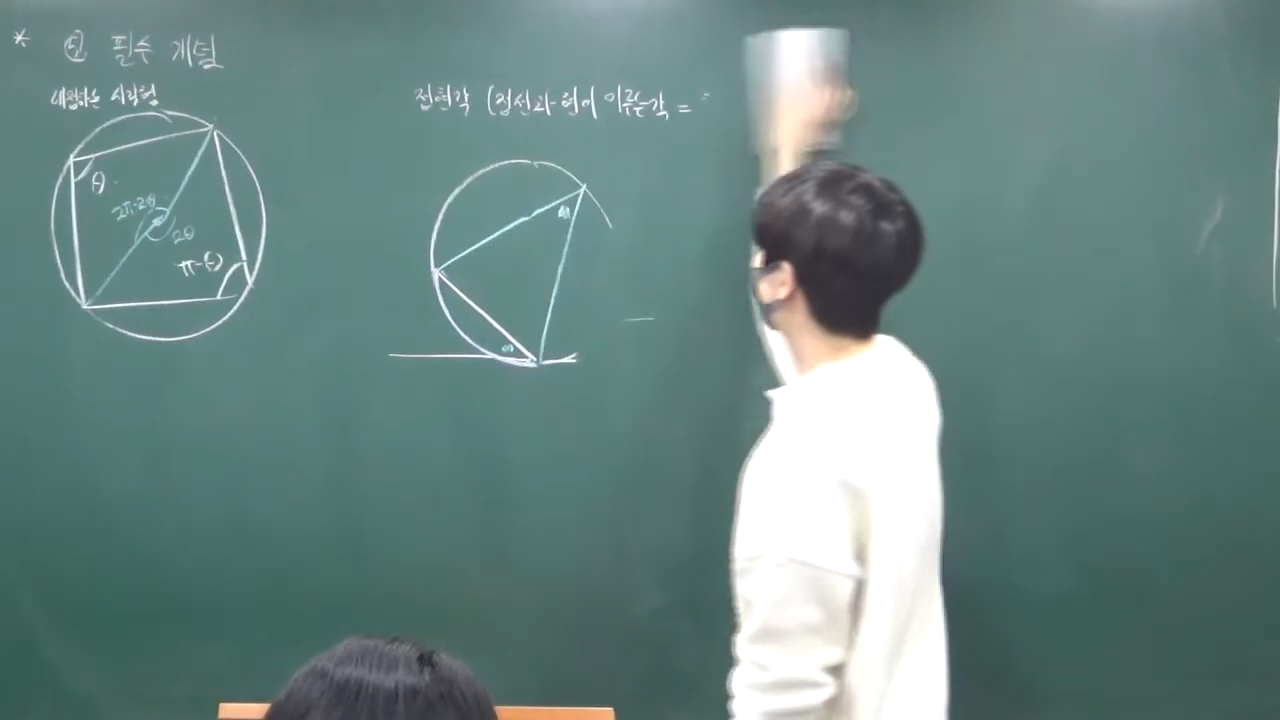 * 원 필수 개념
내접하는 사각형
접현각 (접선과 현이 이루는각 =
θ
2π-2θ
2θ
π-θ